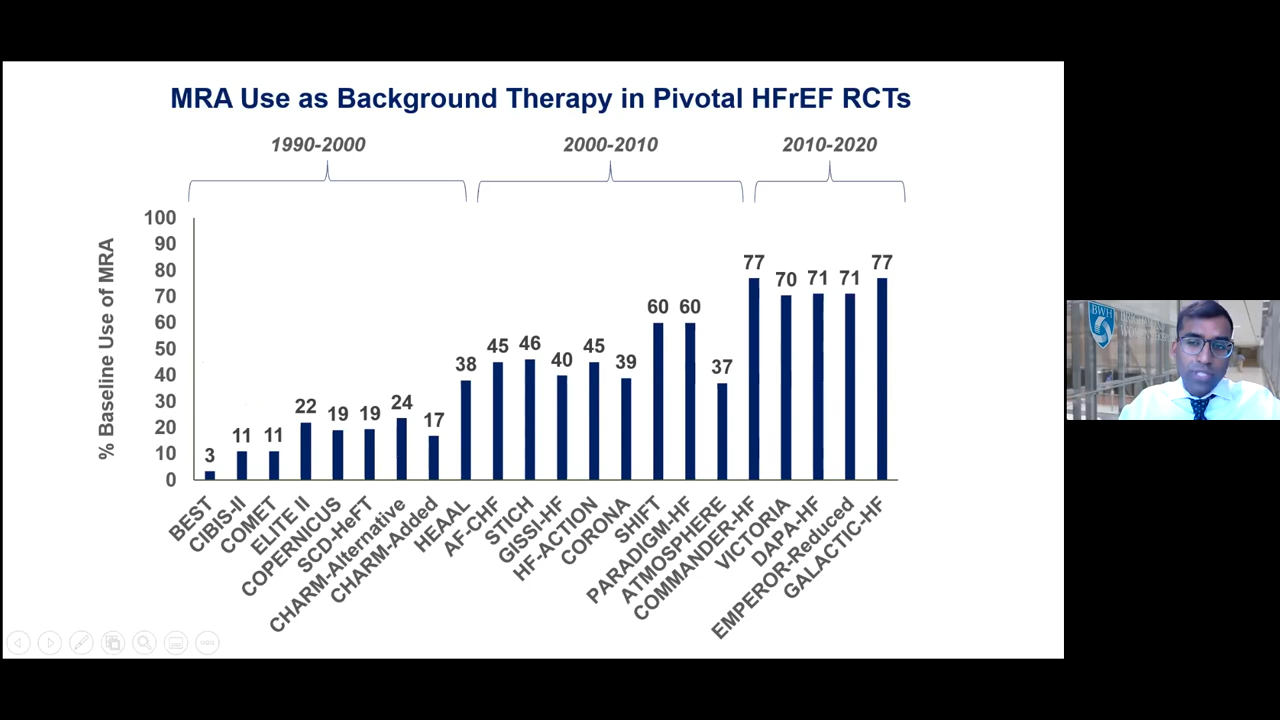 MRA Use as Background Therapy in Pivotal HFrEF RCTs
1990-2000
2000-2010
2010-2020
% Baseline Use of MRA
100
90
80
70
60
50
40
30
20
10
0
3
11
11
22
19
19
24
17
38
45
46
40
45
39
60
60
37
77
70
71
71
77
BEST
CIBIS-II
COMET
ELITE II
COPERNICUS
SCD-HeFT
CHARM-Alternative
CHARM-Added
HEAAL
AF-CHF
STICH
GISSI-HF
HF-ACTION
CORONA
SHIFT
PARADIGM-HF
ATMOSPHERE
COMMANDER-HF
VICTORIA
DAPA-HF
EMPEROR-Reduced
GALACTIC-HF
BWH